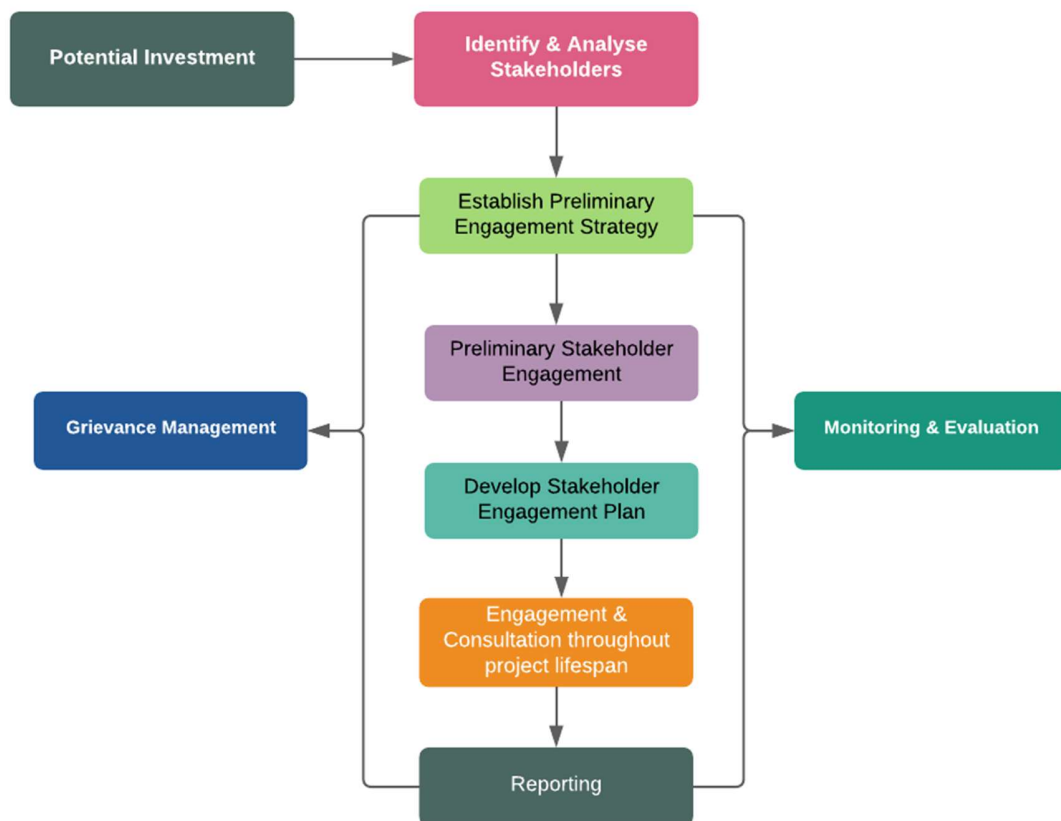 Potential Investment
Identify & Analyse
Stakeholders
Establish Preliminary
Engagement Strategy
Preliminary Stakeholder
Engagement
Grievance Management
Monitoring & Evaluation
Develop Stakeholder
Engagement Plan
Engagement &
Consultation throughout
project lifespan
Reporting